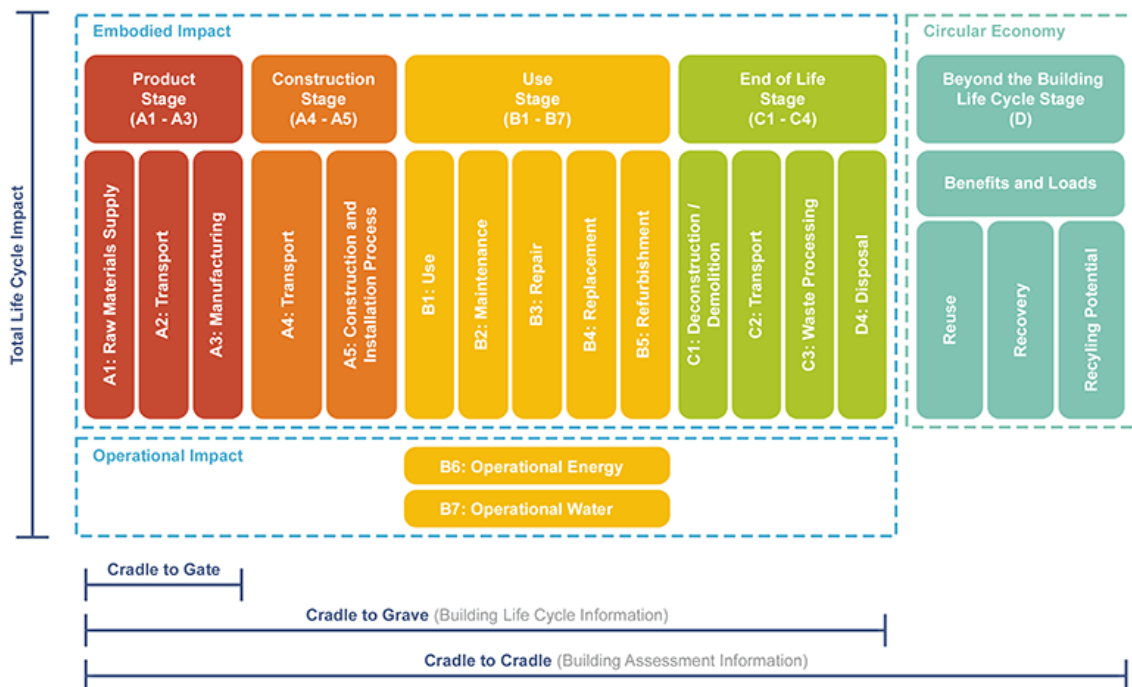 Total Life Cycle Impact
Embodied Impact
Product
Stage
(A1 - A3)
Construction
Stage
(A4 - A5)
Use
Stage
(B1 - B7)
End of Life
Stage
(C1 - C4)
A1: Raw Materials Supply
A2: Transport
A3: Manufacturing
A4: Transport
A5: Construction and
Installation Process
B1: Use
B2: Maintenance
B3: Repair
B4: Replacement
B5: Refurbishment
C1: Deconstruction /
Demolition
C2: Transport
C3: Waste Processing
D4: Disposal
Circular Economy
Beyond the Building
Life Cycle Stage
(D)
Benefits and Loads
Reuse
Recovery
Recyling Potential
Operational Impact
B6: Operational Energy
B7: Operational Water
Cradle to Gate
Cradle to Grave (Building Life Cycle Information)
Cradle to Cradle (Building Assessment Information)